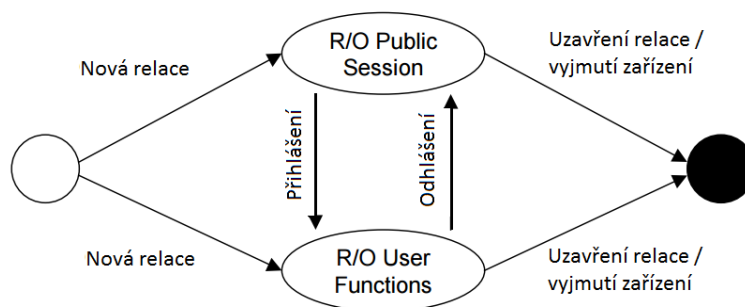 R/O Public
Session
Uzavření relace /
vyjmutí zařízení
Nová relace
Přihlášení
Odhlášení
Nová relace
R/O User
Functions
Uzavření relace /
vyjmutí zařízení